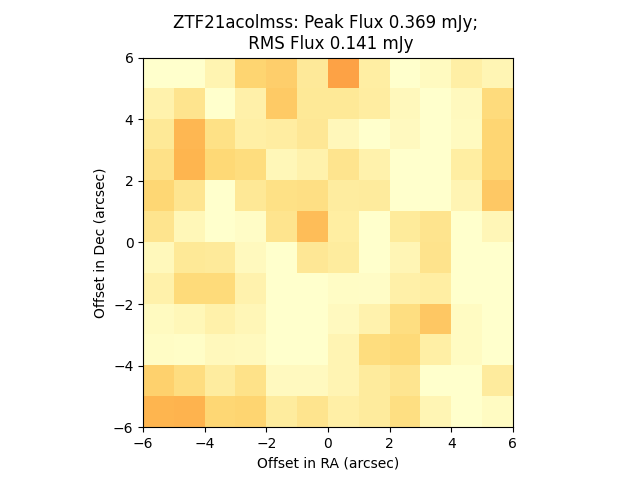 ZTF21acolmss: Peak Flux 0.369 mJy;
RMS Flux 0.141 mJy
6
4
2
0
−2
−4
−6
Offset in Dec (arcsec)
−6 −4 −2 0 2 4 6
Offset in RA (arcsec)